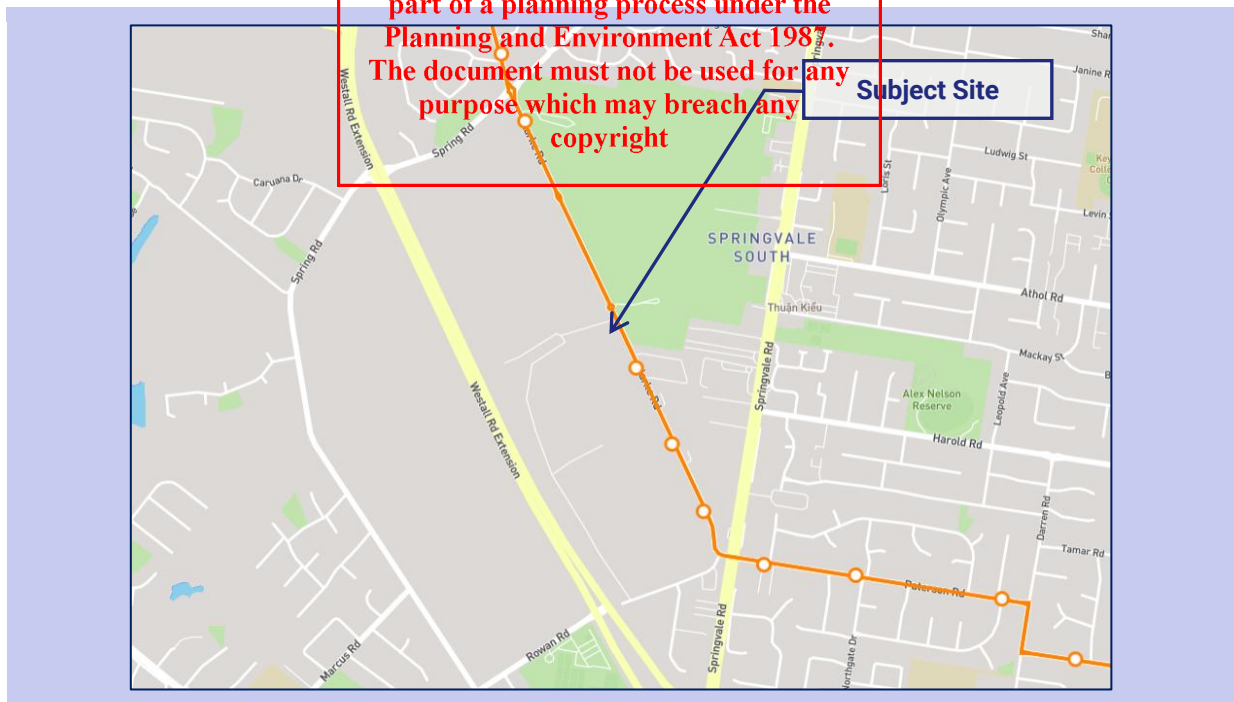 part of a planning process under the
Planning and Environment Act 1987.
The document must not be used for any
purpose which may breach any
copyright
Subject Site
Janine R
Westall Rd Extension
Spring Rd
Ludwig St
Loris St
Olympic Ave
Caruana Dr
Levin
SPRINGVALE
SOUTH
Spring Rd
Athol Rd
Thuận Kiều
Mackay St
Springvale Rd
Alex Nelson
Reserve
Leopold Ave
Harold Rd
Westall Rd Extension
Darren Rd
Tamar Rd
Paterson Rd
Rowan Rd
Marcus Rd
Springvale Rd
Northgate Dr